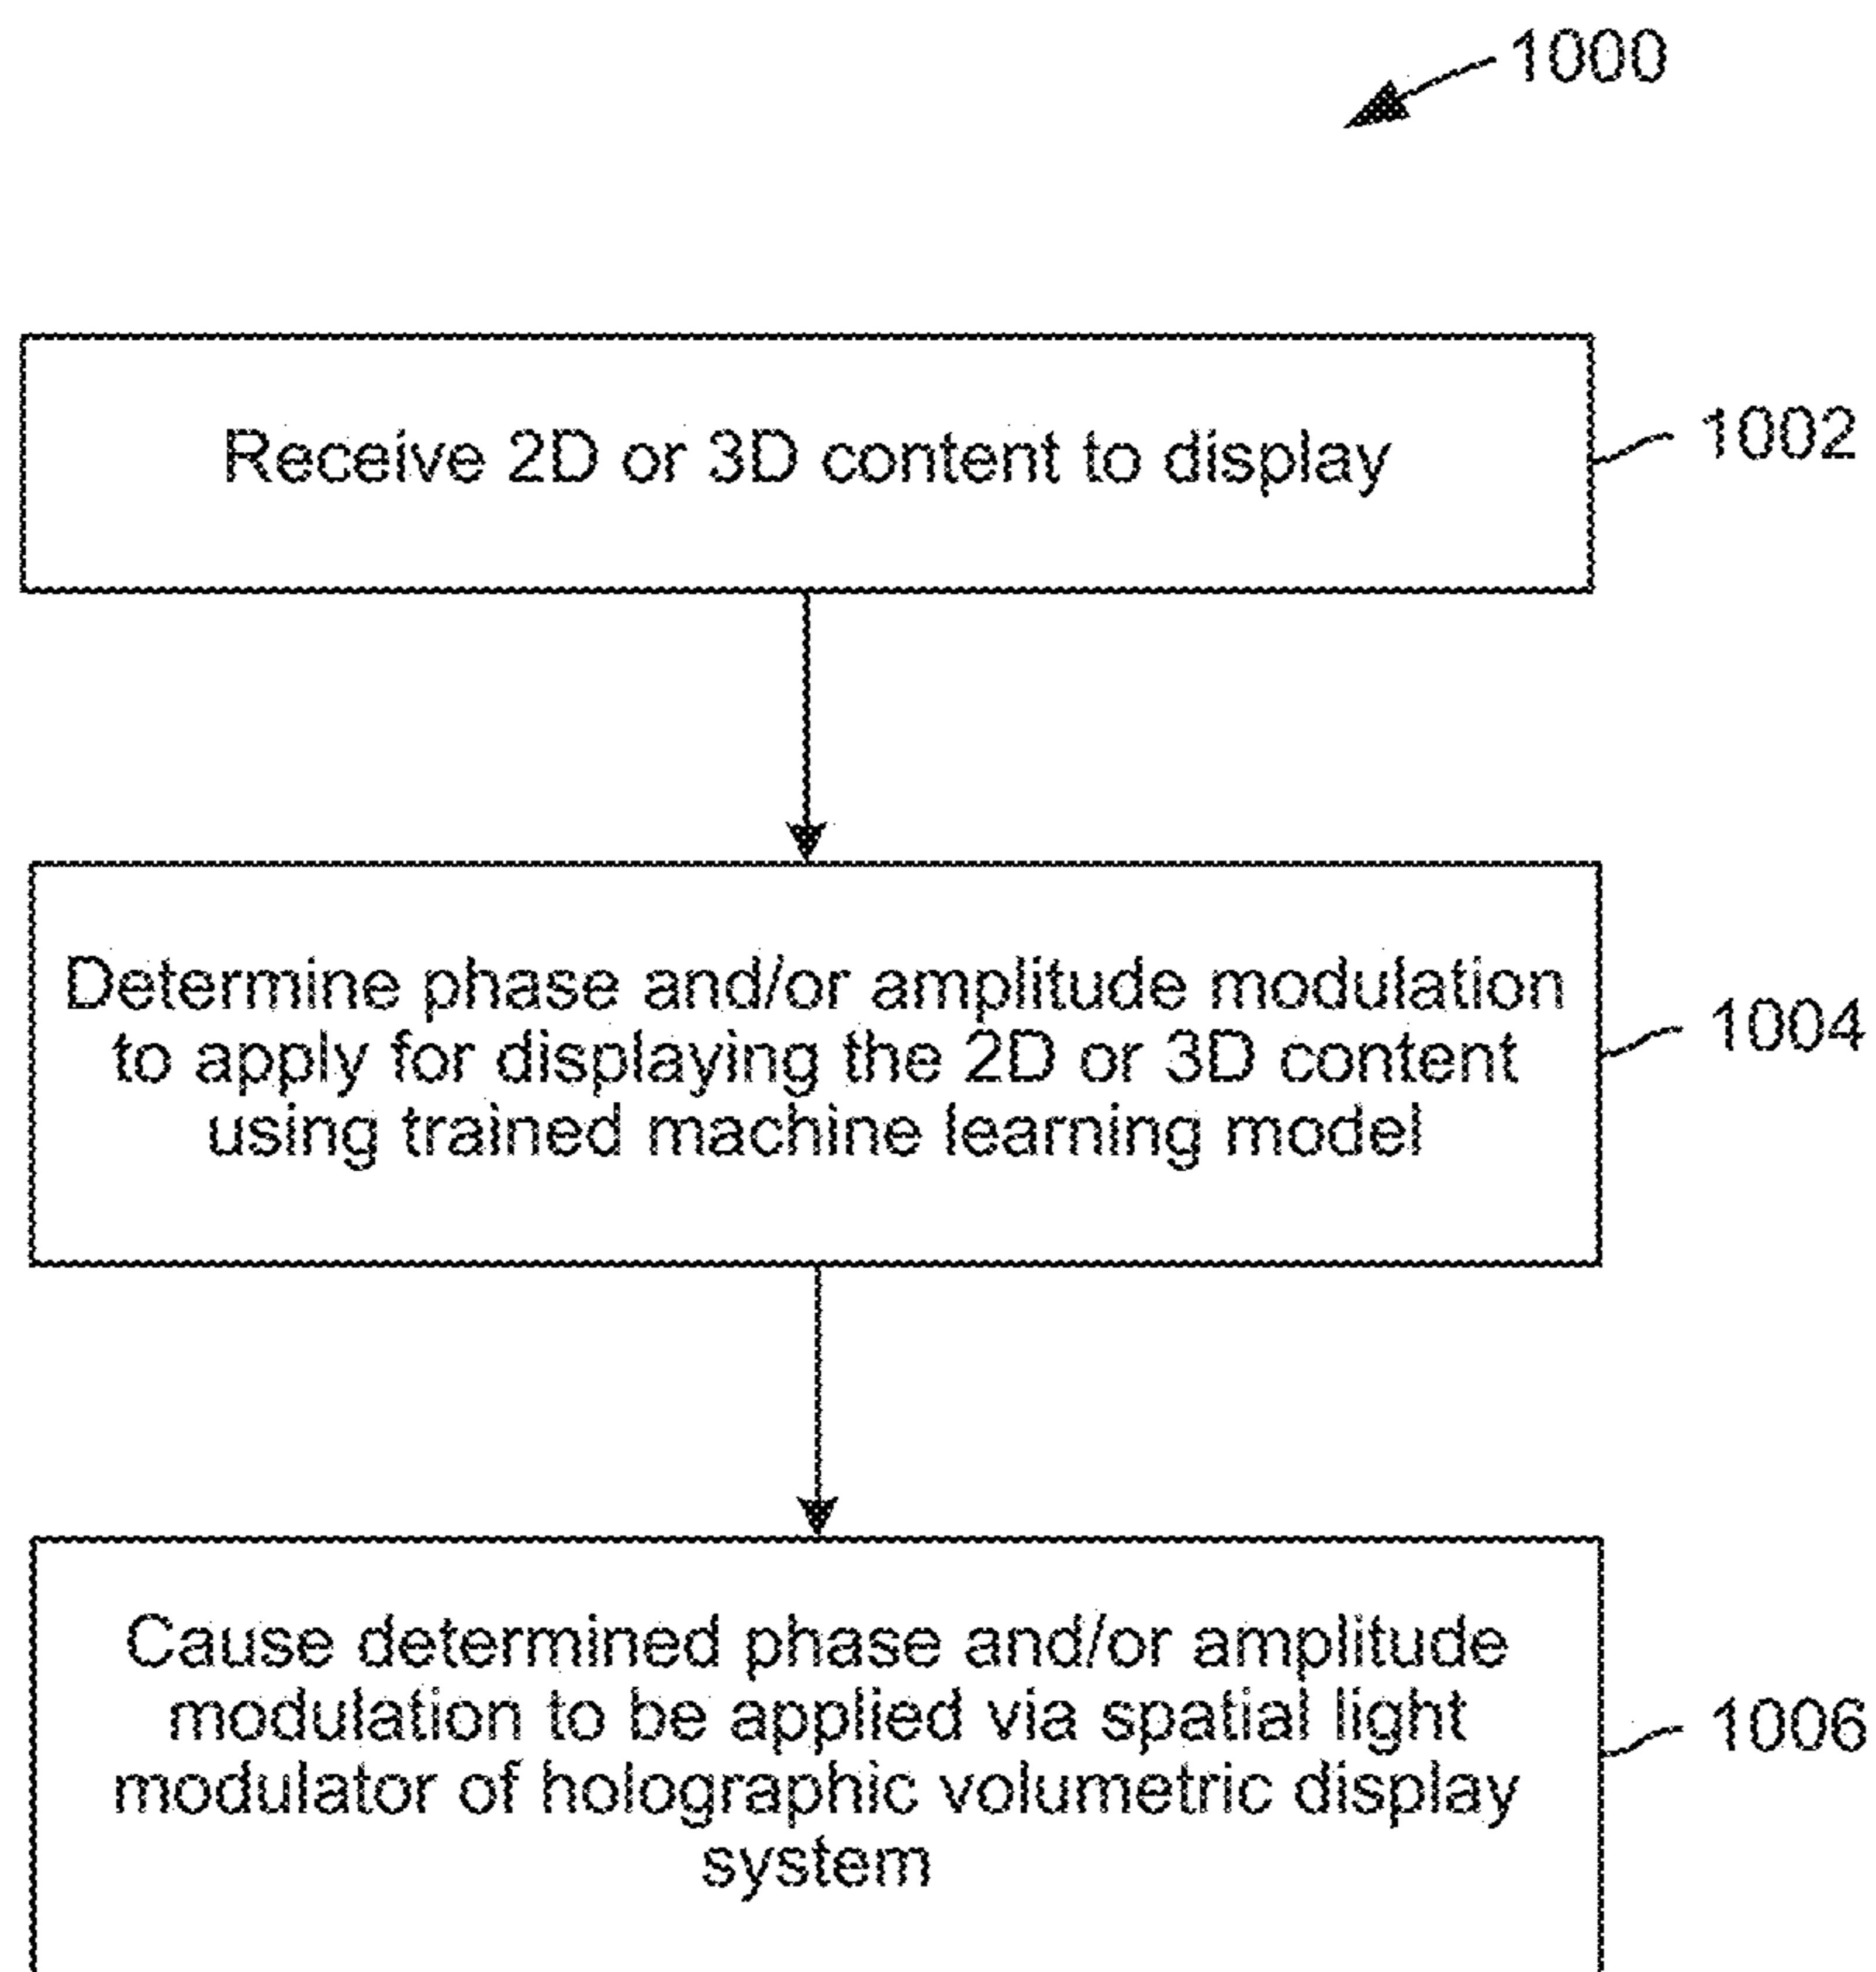 1000
Receive 2D or 3D content to display
1002
Determine phase and/or amplitude modulation
to apply for displaying the 2D or 3D content
using trained machine learning model
1004
Cause determined phase and/or amplitude
modulation to be applied via spatial light
modulator of holographic volumetric display
system
1006